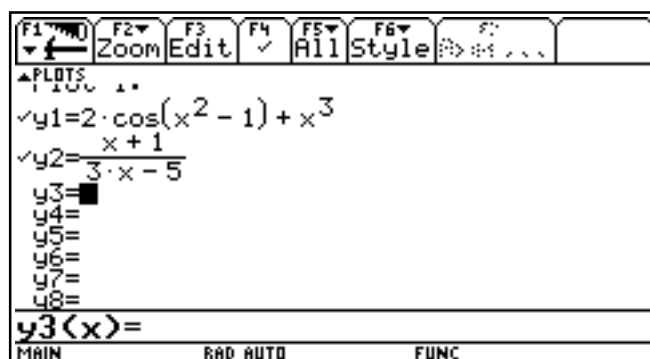 F1 F2 Zoom F3 Edit F4 ✓ F5 All F6 Style F7
PLOTS
✓y1=2·cos(x² - 1) + x³
✓y2=(x + 1)/(3·x - 5)
y3=
y4=
y5=
y6=
y7=
y8=
y3(x)=
MAIN RAD AUTO FUNC